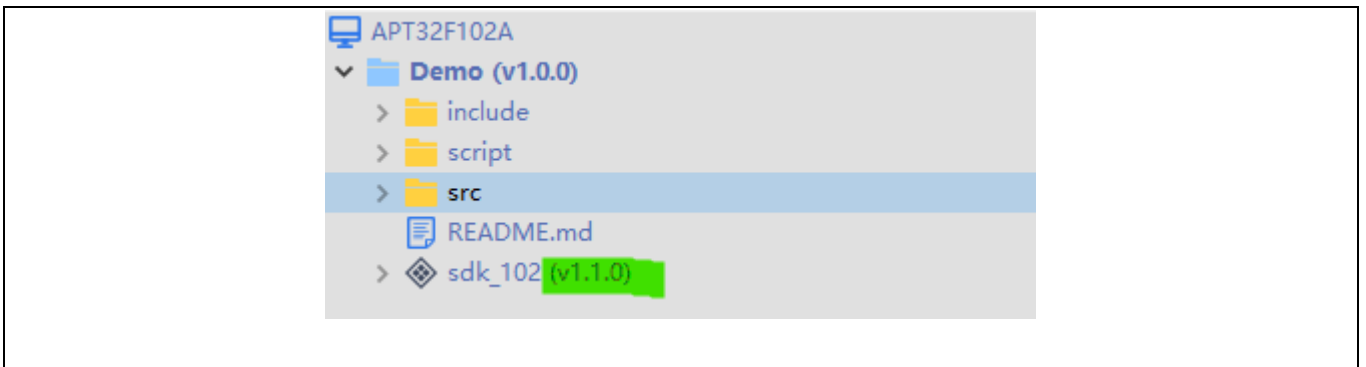 APT32F102A
Demo (v1.0.0)
include
script
src
README.md
sdk_102 (v1.1.0)